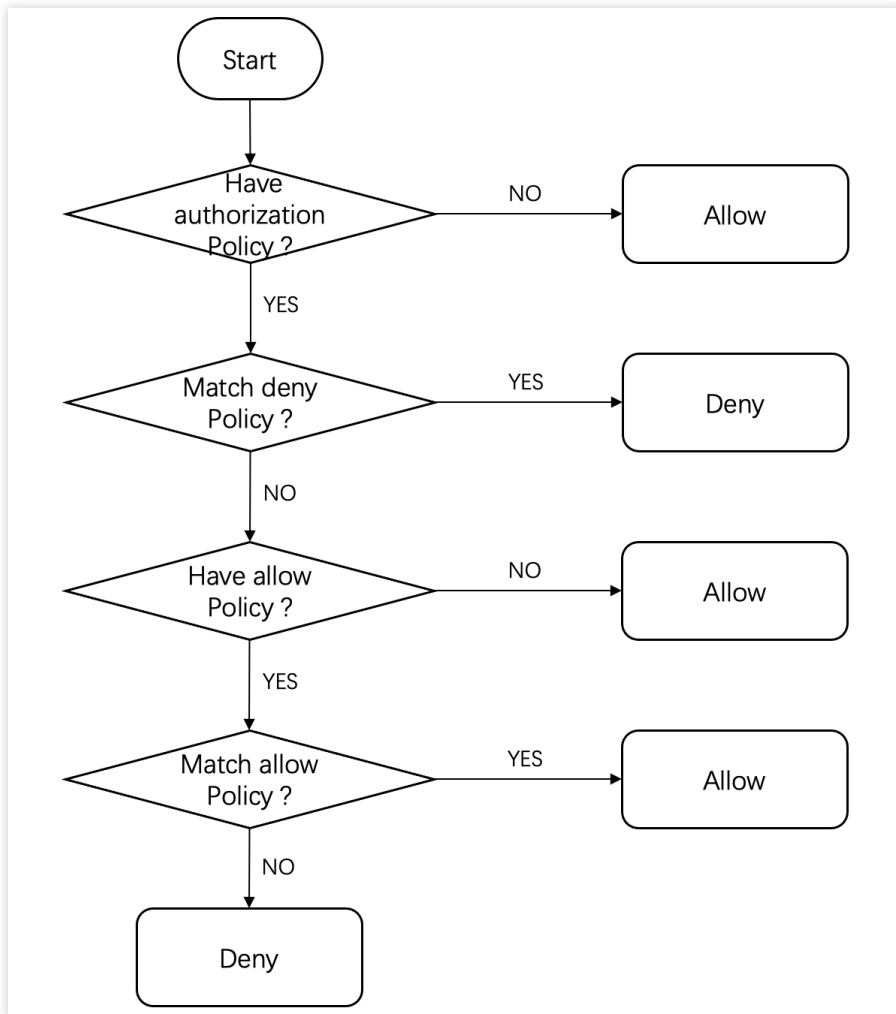 Start
Have
authorization
Policy ?
NO
Allow
YES
Match deny
Policy ?
YES
Deny
NO
Have allow
Policy ?
NO
Allow
YES
Match allow
Policy ?
YES
Allow
NO
Deny